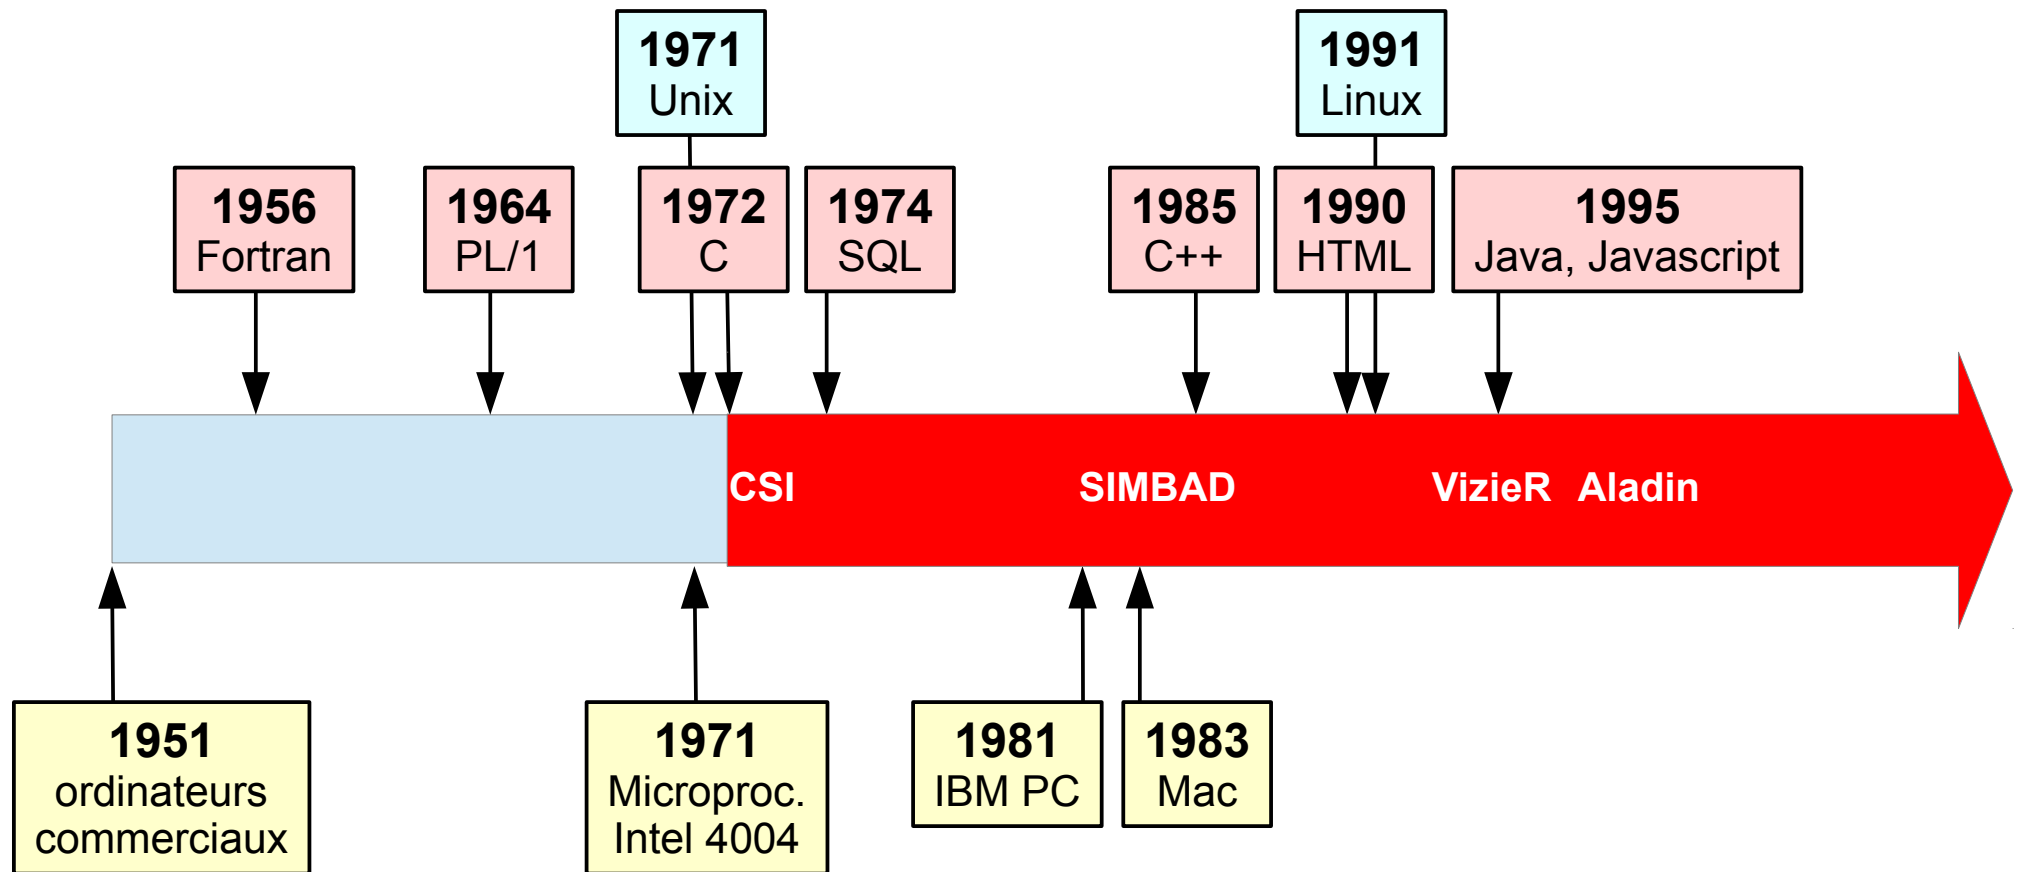 1971
Unix
1991
Linux
1956
Fortran
1964
PL/1
1972
C
1974
SQL
1985
C++
1990
HTML
1995
Java, Javascript
CSI
SIMBAD
VizieR
Aladin
1951
ordinateurs
commerciaux
1971
Microproc.
Intel 4004
1981
IBM PC
1983
Mac